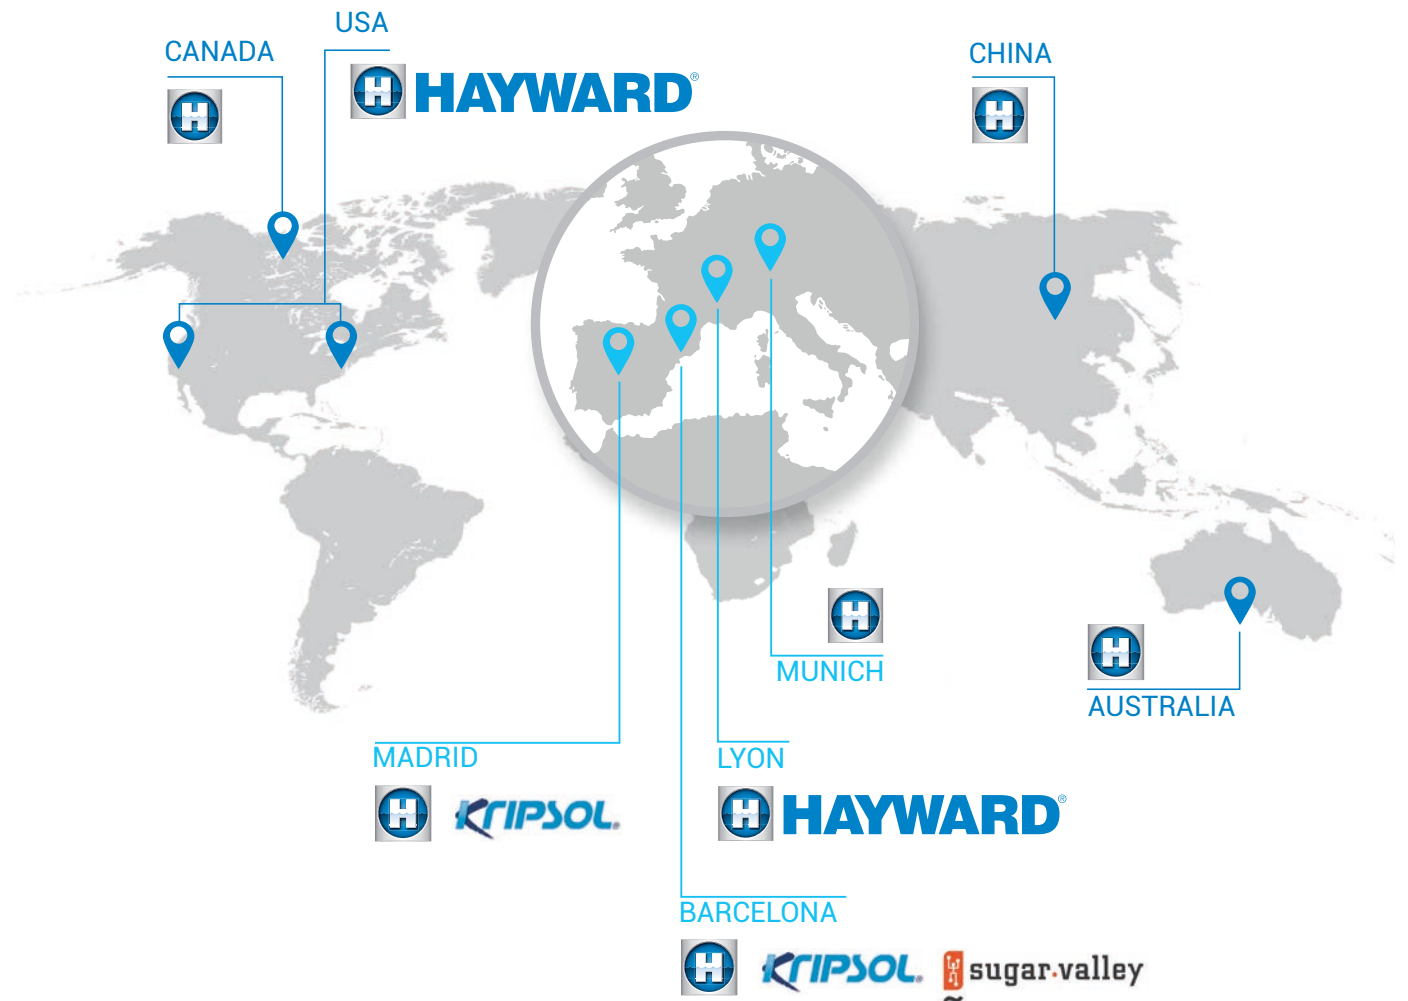 USA
CANADA
H HAYWARD®
H
CHINA
H
H
MUNICH
H
AUSTRALIA
MADRID
H KRIPSOL®
LYON
H HAYWARD®
BARCELONA
H KRIPSOL® sugar·valley